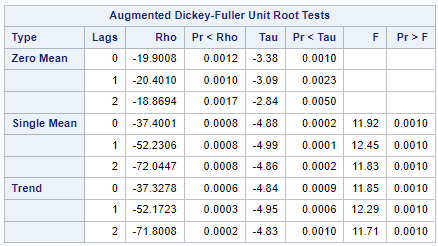 Augmented Dickey-Fuller Unit Root Tests
Type Lags Rho Pr < Rho Tau Pr < Tau F Pr > F
Zero Mean 0 -19.9008 0.0012 -3.38 0.0010
1 -20.4010 0.0010 -3.09 0.0023
2 -18.8694 0.0017 -2.84 0.0050
Single Mean 0 -37.4001 0.0008 -4.88 0.0002 11.92 0.0010
1 -52.2306 0.0008 -4.99 0.0001 12.45 0.0010
2 -72.0447 0.0008 -4.86 0.0002 11.83 0.0010
Trend 0 -37.3278 0.0006 -4.84 0.0009 11.85 0.0010
1 -52.1723 0.0003 -4.95 0.0006 12.29 0.0010
2 -71.8008 0.0002 -4.83 0.0010 11.71 0.0010